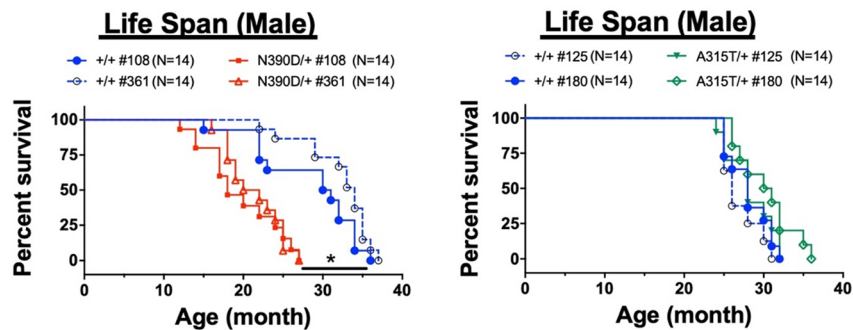 Life Span (Male)
+/+ #108 (N=14) N390D/+ #108 (N=14)
+/+ #361 (N=14) N390D/+ #361 (N=14)
Percent survival
100
75
50
25
0
*
0 10 20 30 40
Age (month)
Life Span (Male)
+/+ #125 (N=14) A315T/+ #125 (N=14)
+/+ #180 (N=14) A315T/+ #180 (N=14)
Percent survival
100
50
0
0 10 20 30 40
Age (month)